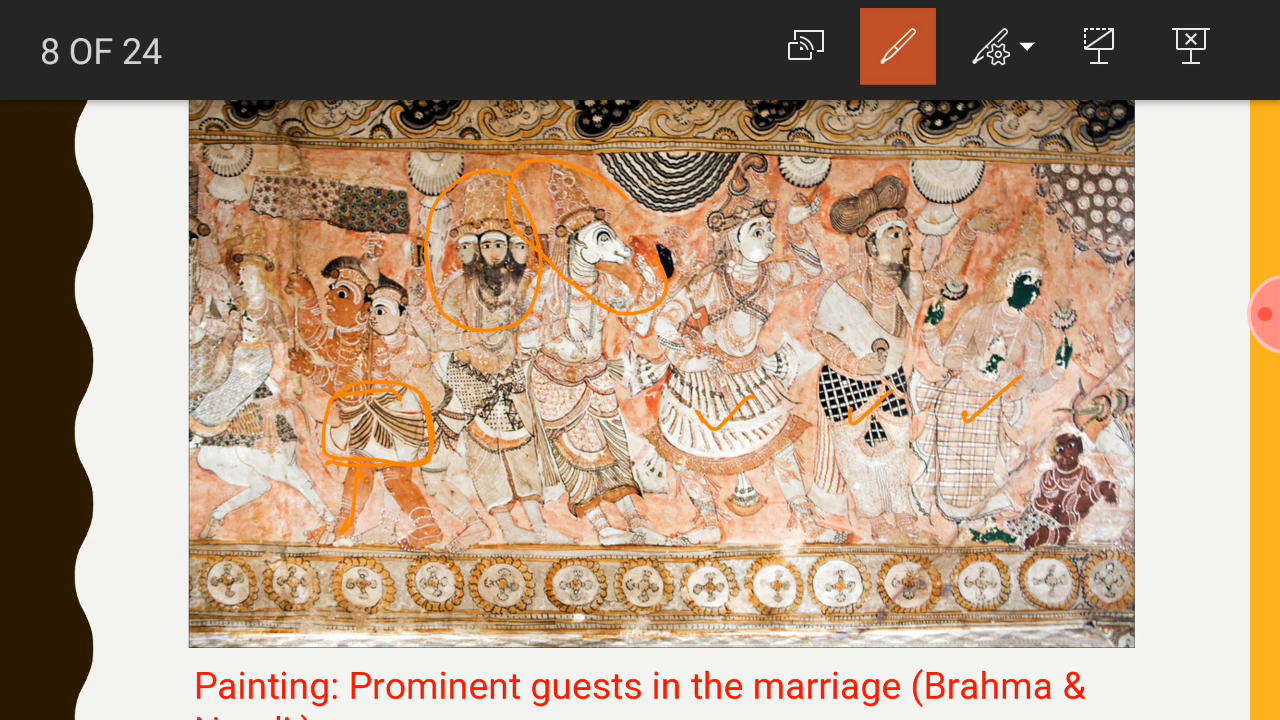 8 OF 24
Painting: Prominent guests in the marriage (Brahma &